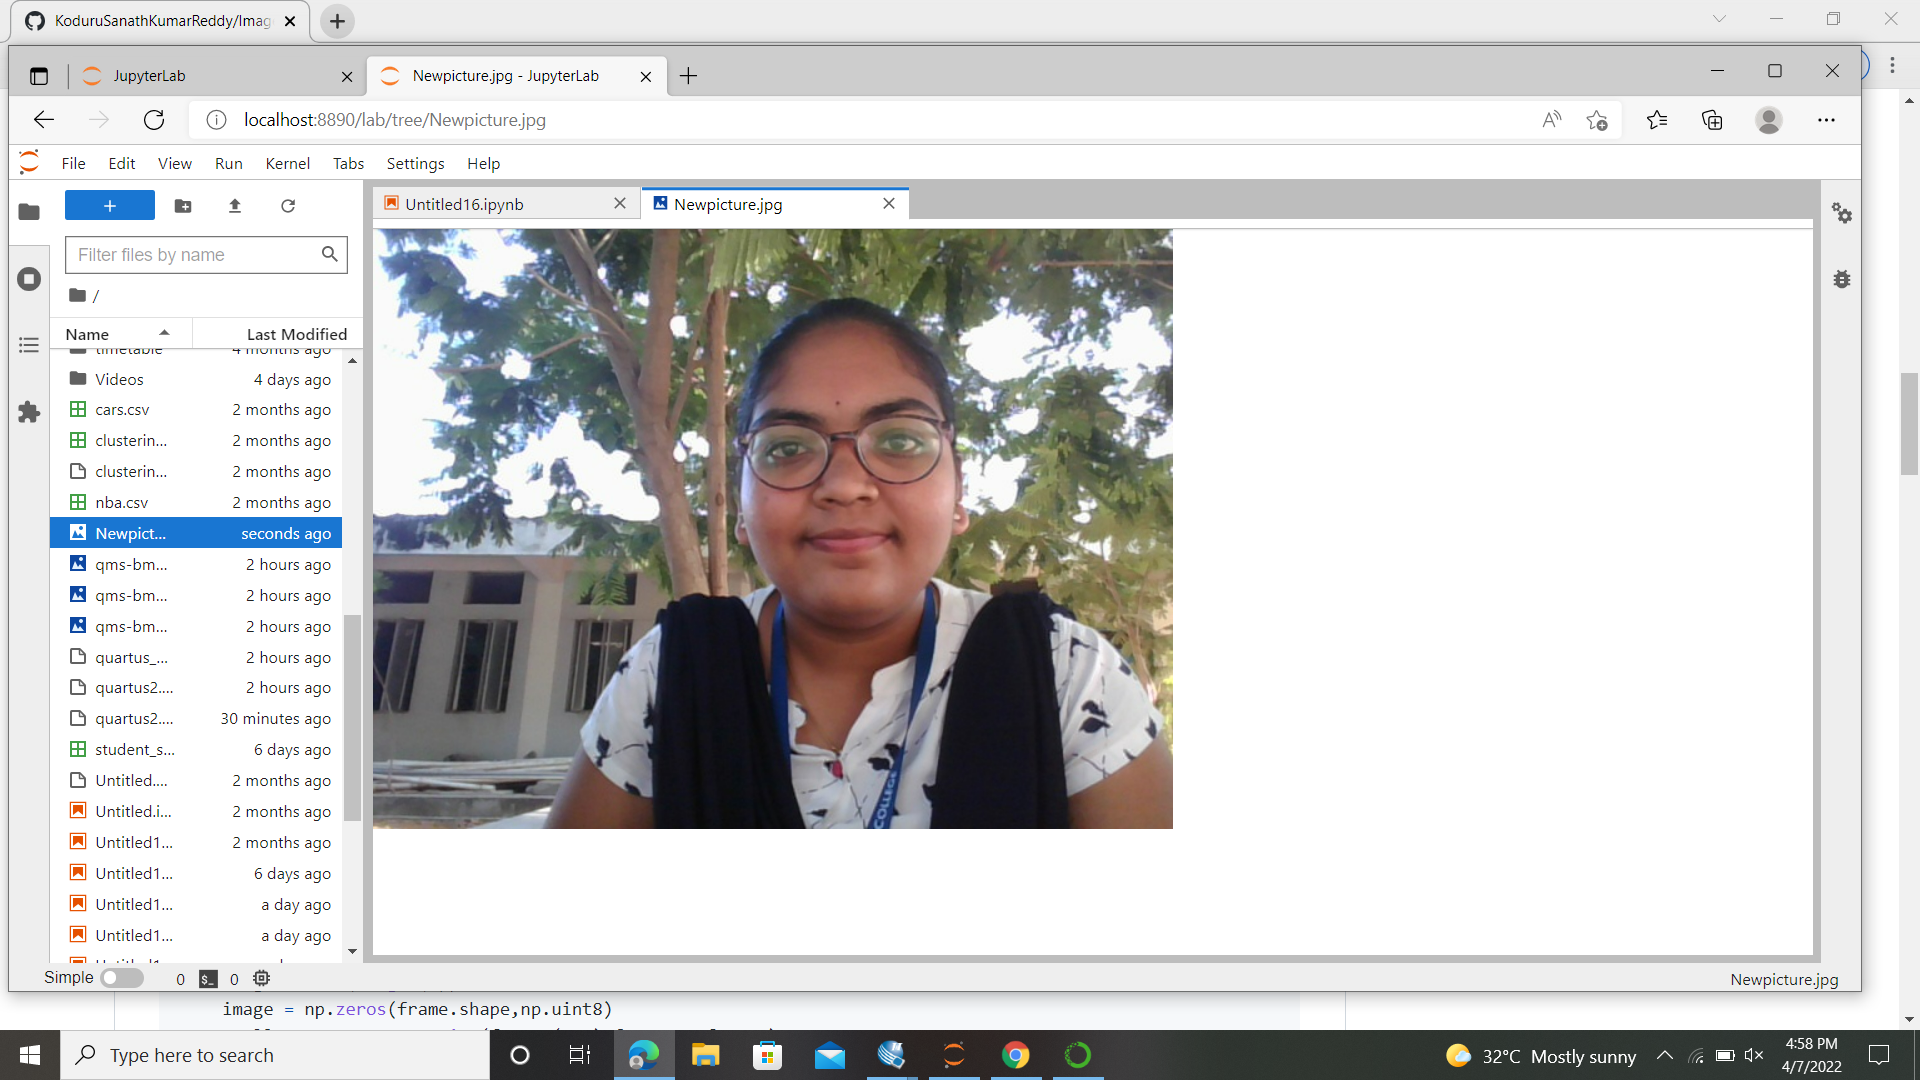 KoduruSanathKumarReddy/Imag
JupyterLab
Newpicture.jpg - JupyterLab
localhost:8890/lab/tree/Newpicture.jpg
File Edit View Run Kernel Tabs Settings Help
Untitled16.ipynb
Newpicture.jpg
Filter files by name
/
Name Last Modified
timetable 4 months ago
Videos 4 days ago
cars.csv 2 months ago
clusterin... 2 months ago
clusterin... 2 months ago
nba.csv 2 months ago
Newpict... seconds ago
qms-bm... 2 hours ago
qms-bm... 2 hours ago
qms-bm... 2 hours ago
quartus_... 2 hours ago
quartus2.... 2 hours ago
quartus2.... 30 minutes ago
student_s... 6 days ago
Untitled.... 2 months ago
Untitled.i... 2 months ago
Untitled1... 2 months ago
Untitled1... 6 days ago
Untitled1... a day ago
Untitled1... a day ago
COLLEGE
Simple 0 $_ 0
Newpicture.jpg
image = np.zeros(frame.shape,np.uint8)
Type here to search
32°C Mostly sunny
4:58 PM
4/7/2022